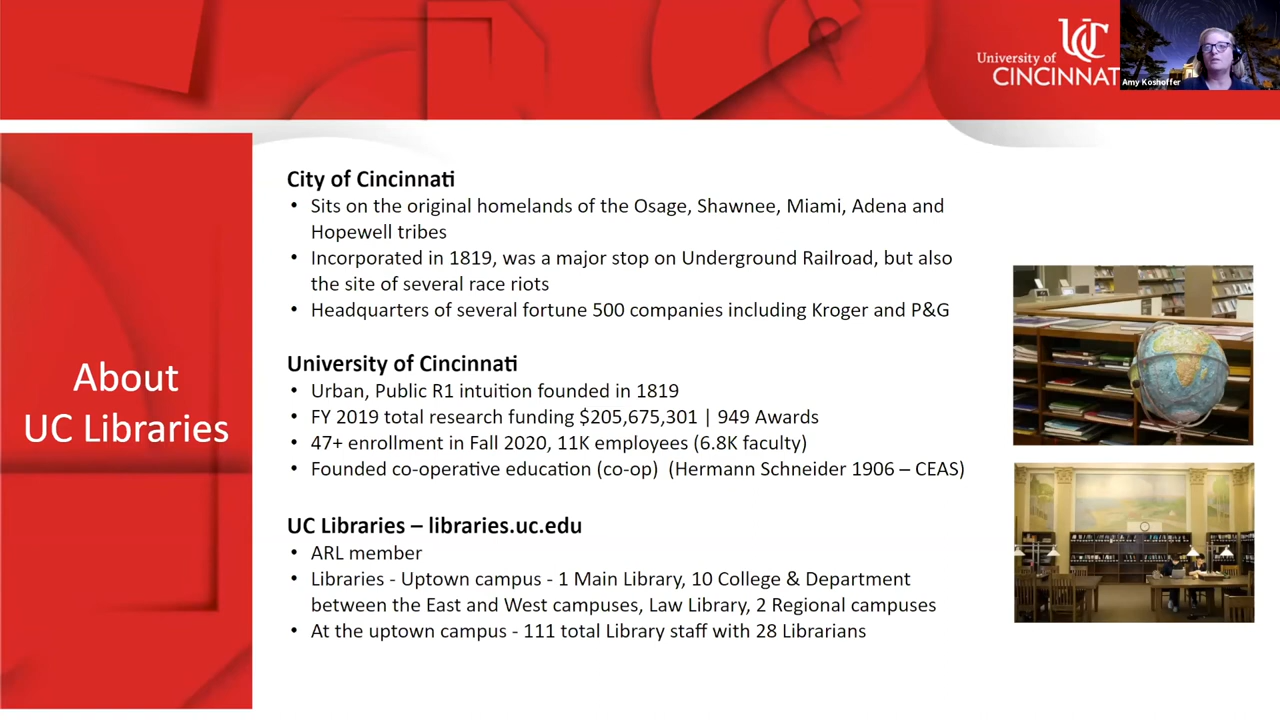 UC
University of
CINCINNAT
Amy Koshoffer
About
UC Libraries
City of Cincinnati
• Sits on the original homelands of the Osage, Shawnee, Miami, Adena and
Hopewell tribes
• Incorporated in 1819, was a major stop on Underground Railroad, but also
the site of several race riots
• Headquarters of several fortune 500 companies including Kroger and P&G
University of Cincinnati
• Urban, Public R1 intuition founded in 1819
• FY 2019 total research funding $205,675,301 | 949 Awards
• 47+ enrollment in Fall 2020, 11K employees (6.8K faculty)
• Founded co-operative education (co-op) (Hermann Schneider 1906 – CEAS)
UC Libraries – libraries.uc.edu
• ARL member
• Libraries - Uptown campus - 1 Main Library, 10 College & Department
between the East and West campuses, Law Library, 2 Regional campuses
• At the uptown campus - 111 total Library staff with 28 Librarians